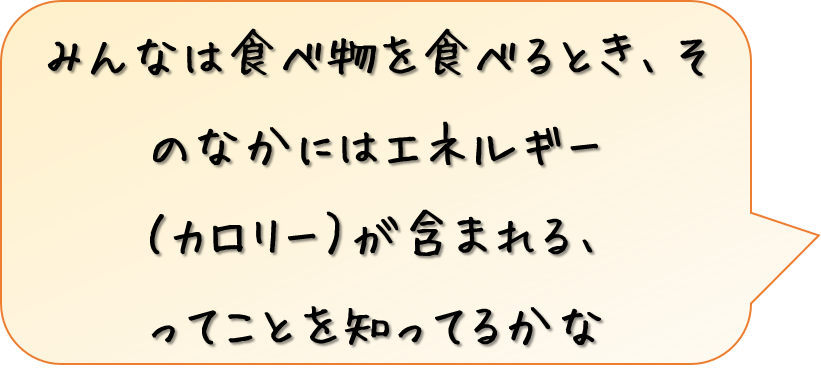 みんなは食べ物を食べるとき、そ
のなかにはエネルギー
(カロリー)が含まれる、
ってことを知ってるかな